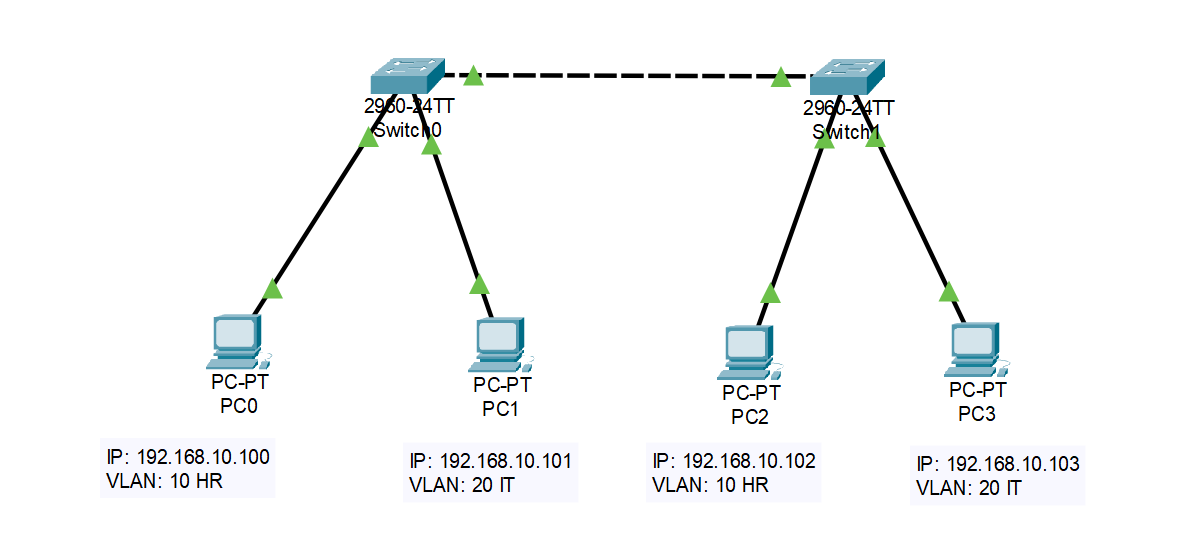 2960-24TT
Switch0
2960-24TT
Switch1
PC-PT
PC0
PC-PT
PC1
PC-PT
PC2
PC-PT
PC3
IP: 192.168.10.100
VLAN: 10 HR
IP: 192.168.10.101
VLAN: 20 IT
IP: 192.168.10.102
VLAN: 10 HR
IP: 192.168.10.103
VLAN: 20 IT